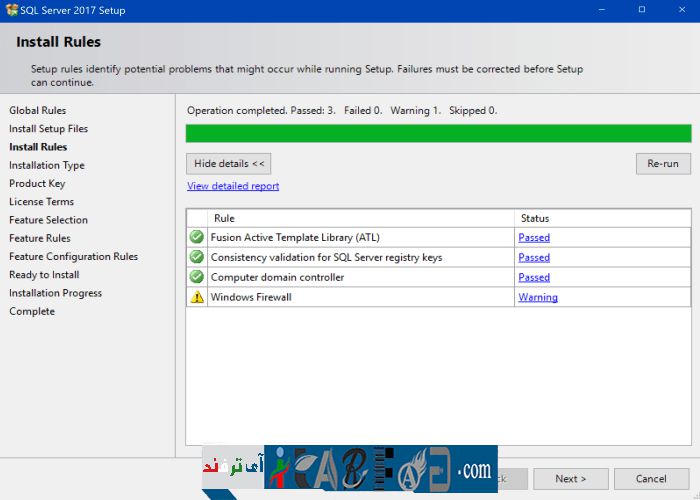 SQL Server 2017 Setup
Install Rules
Setup rules identify potential problems that might occur while running Setup. Failures must be corrected before Setup
can continue.
Global Rules
Install Setup Files
Install Rules
Installation Type
Product Key
License Terms
Feature Selection
Feature Rules
Feature Configuration Rules
Ready to Install
Installation Progress
Complete
Operation completed. Passed: 3. Failed 0. Warning 1. Skipped 0.
Hide details <<
Re-run
View detailed report
Rule Status
Fusion Active Template Library (ATL) Passed
Consistency validation for SQL Server registry keys Passed
Computer domain controller Passed
Windows Firewall Warning
آی ترفند
.com
Next >
Cancel